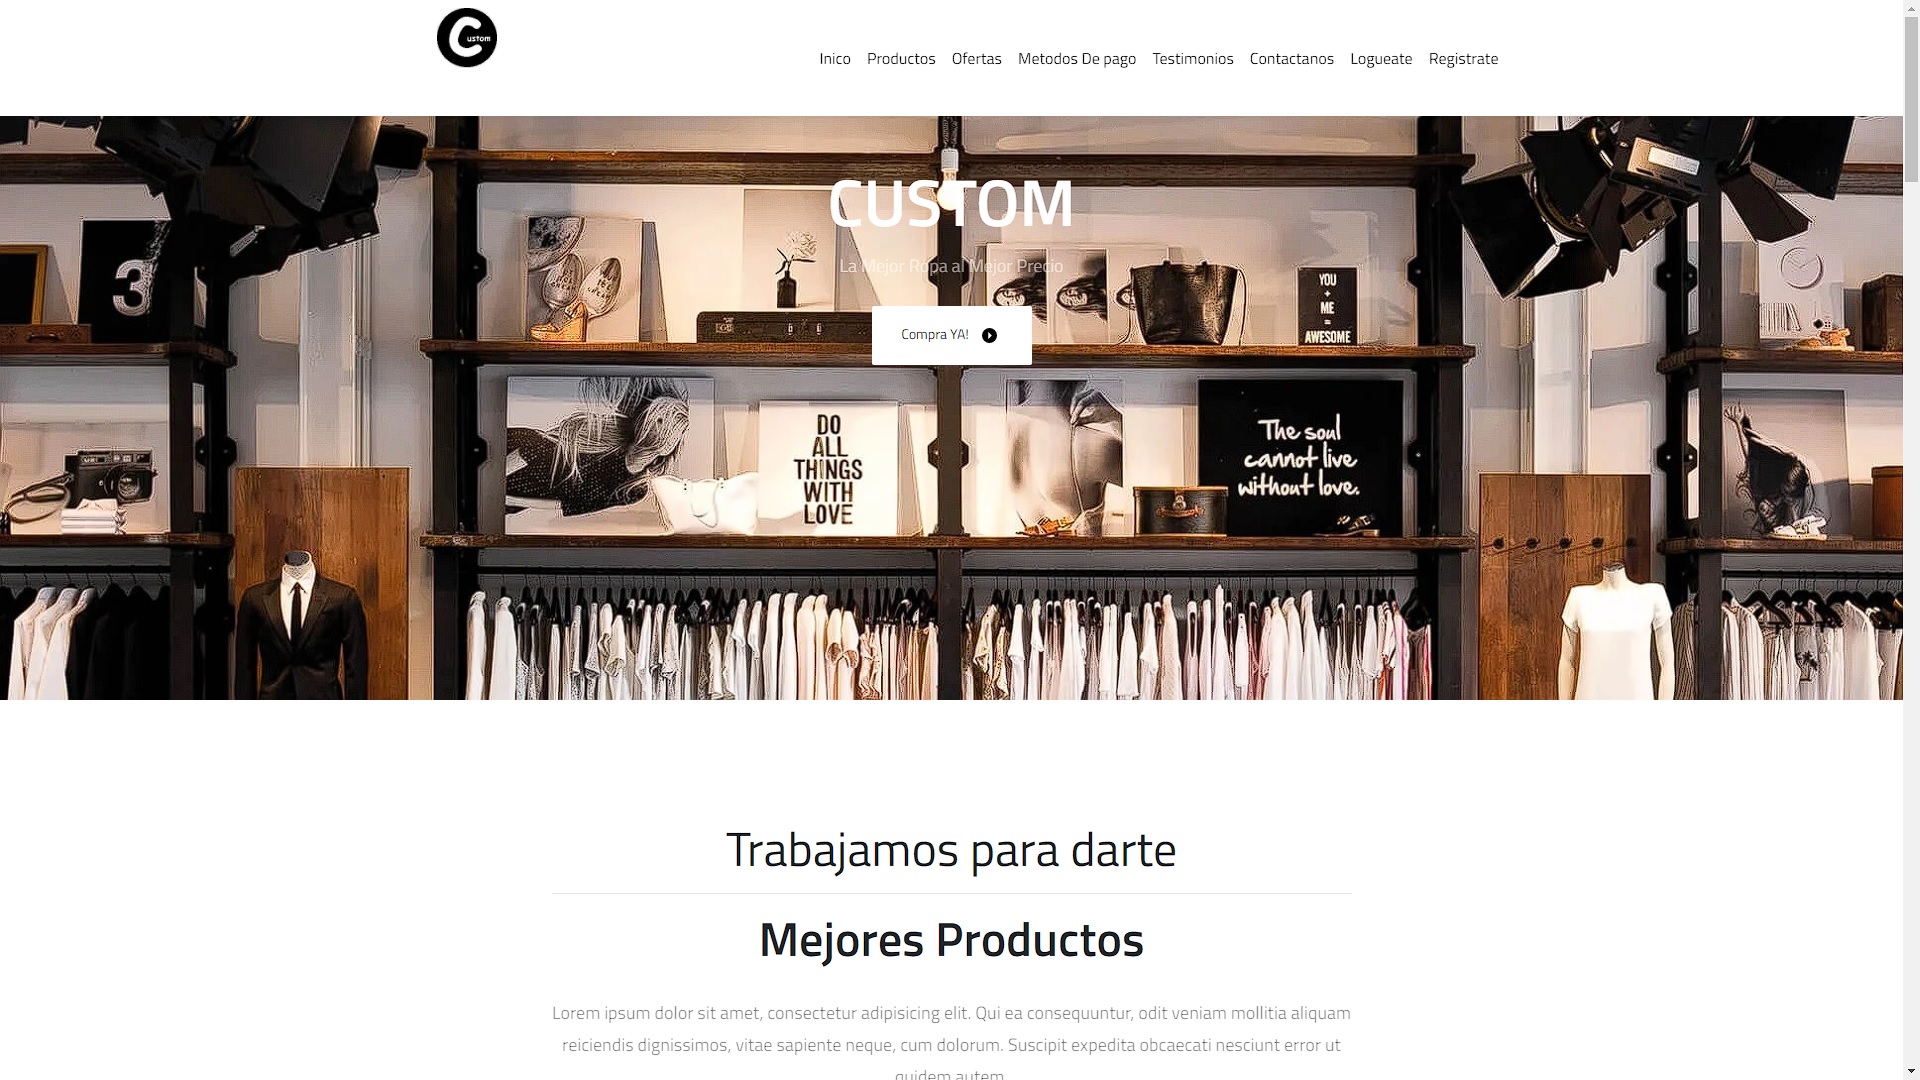 Custom
Inico Productos Ofertas Metodos De pago Testimonios Contactanos Logueate Registrate
CUSTOM
La Mejor Ropa al Mejor Precio
Compra YA!
3
YOU
+
ME
=
AWESOME
DO
ALL
THINGS
WITH
LOVE
The soul
cannot live
without love.
Trabajamos para darte
Mejores Productos
Lorem ipsum dolor sit amet, consectetur adipisicing elit. Qui ea consequuntur, odit veniam mollitia aliquam
reiciendis dignissimos, vitae sapiente neque, cum dolorum. Suscipit expedita obcaecati nesciunt error ut
quidem autem.